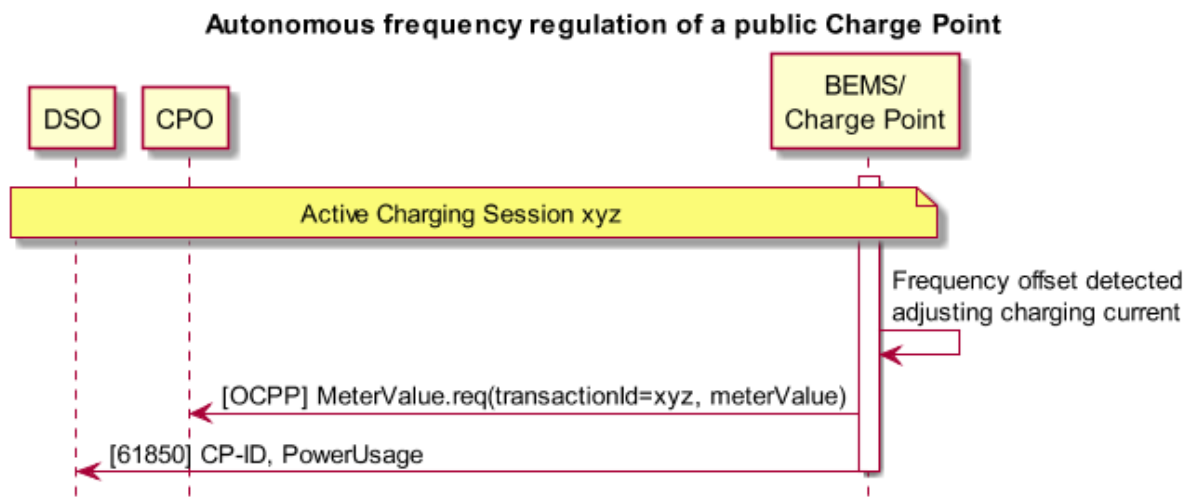 Autonomous frequency regulation of a public Charge Point
DSO
CPO
BEMS/
Charge Point
Active Charging Session xyz
Frequency offset detected
adjusting charging current
[OCPP] MeterValue.req(transactionId=xyz, meterValue)
[61850] CP-ID, PowerUsage